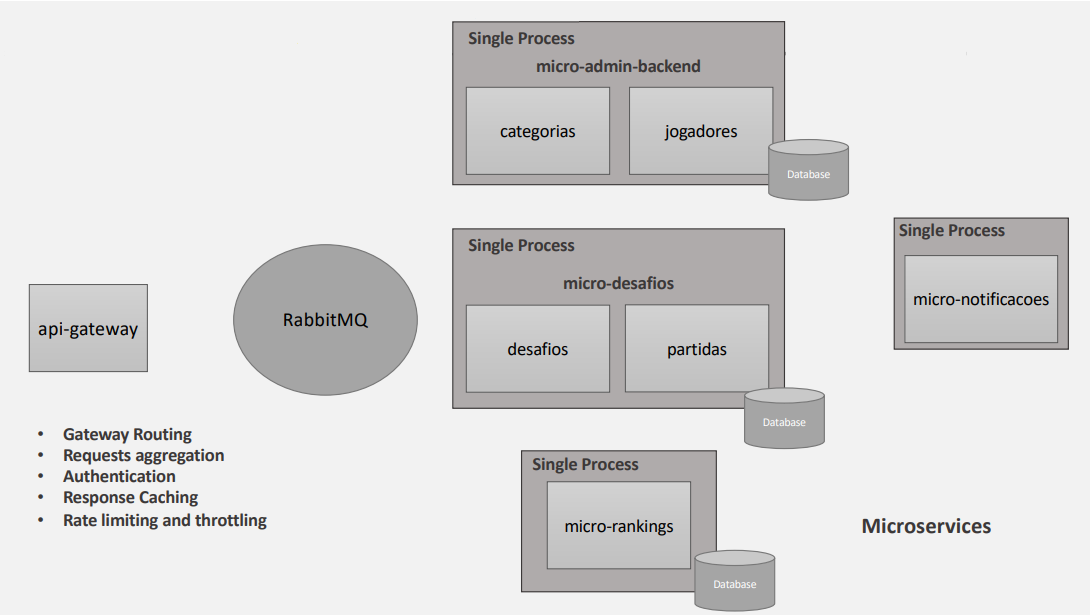 Single Process
micro-admin-backend
categorias
jogadores
Database
Single Process
micro-desafios
desafios
partidas
Database
Single Process
micro-notificacoes
api-gateway
RabbitMQ
• Gateway Routing
• Requests aggregation
• Authentication
• Response Caching
• Rate limiting and throttling
Single Process
micro-rankings
Database
Microservices